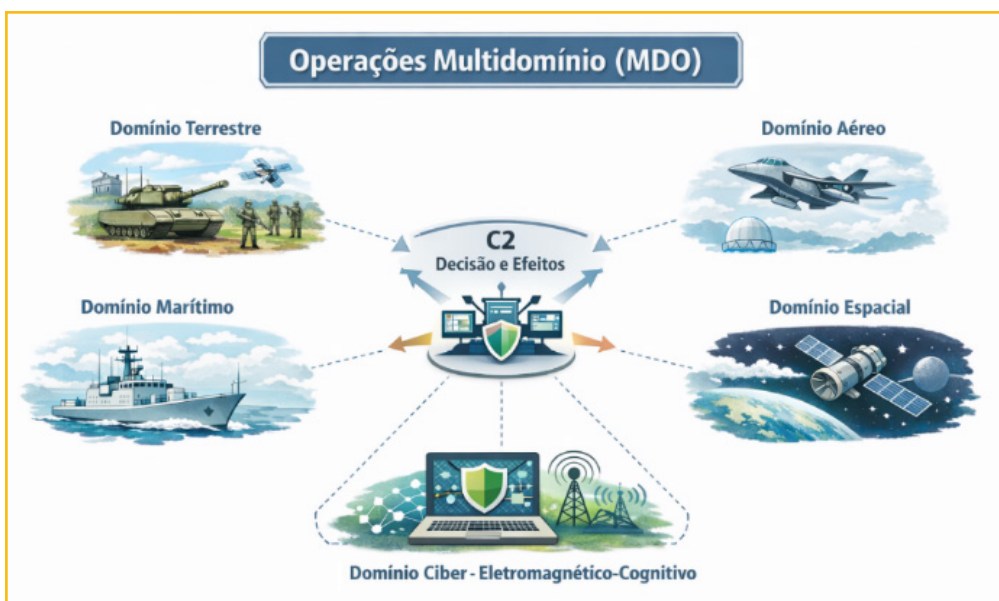 Operações Multidomínio (MDO)
Domínio Terrestre
Domínio Aéreo
C2
Decisão e Efeitos
Domínio Marítimo
Domínio Espacial
Domínio Ciber - Eletromagnético-Cognitivo